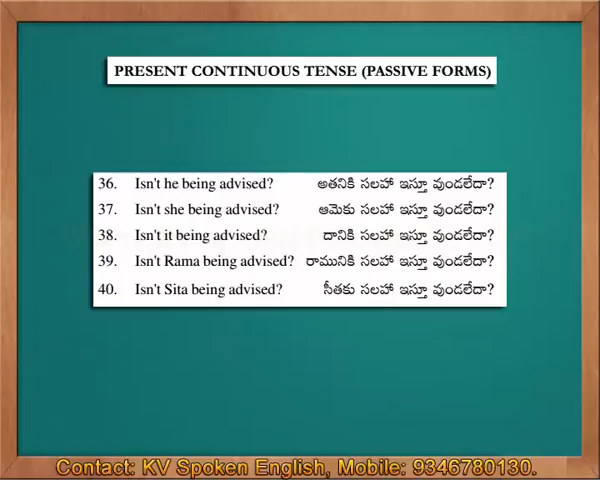 PRESENT CONTINUOUS TENSE (PASSIVE FORMS)
36. Isn't he being advised? అతనికి సలహా ఇస్తూ వుండలేదా?
37. Isn't she being advised? ఆమెకు సలహా ఇస్తూ వుండలేదా?
38. Isn't it being advised? దానికి సలహా ఇస్తూ వుండలేదా?
39. Isn't Rama being advised? రామునికి సలహా ఇస్తూ వుండలేదా?
40. Isn't Sita being advised? సీతకు సలహా ఇస్తూ వుండలేదా?
Contact: KV Spoken English, Mobile: 9346780130.